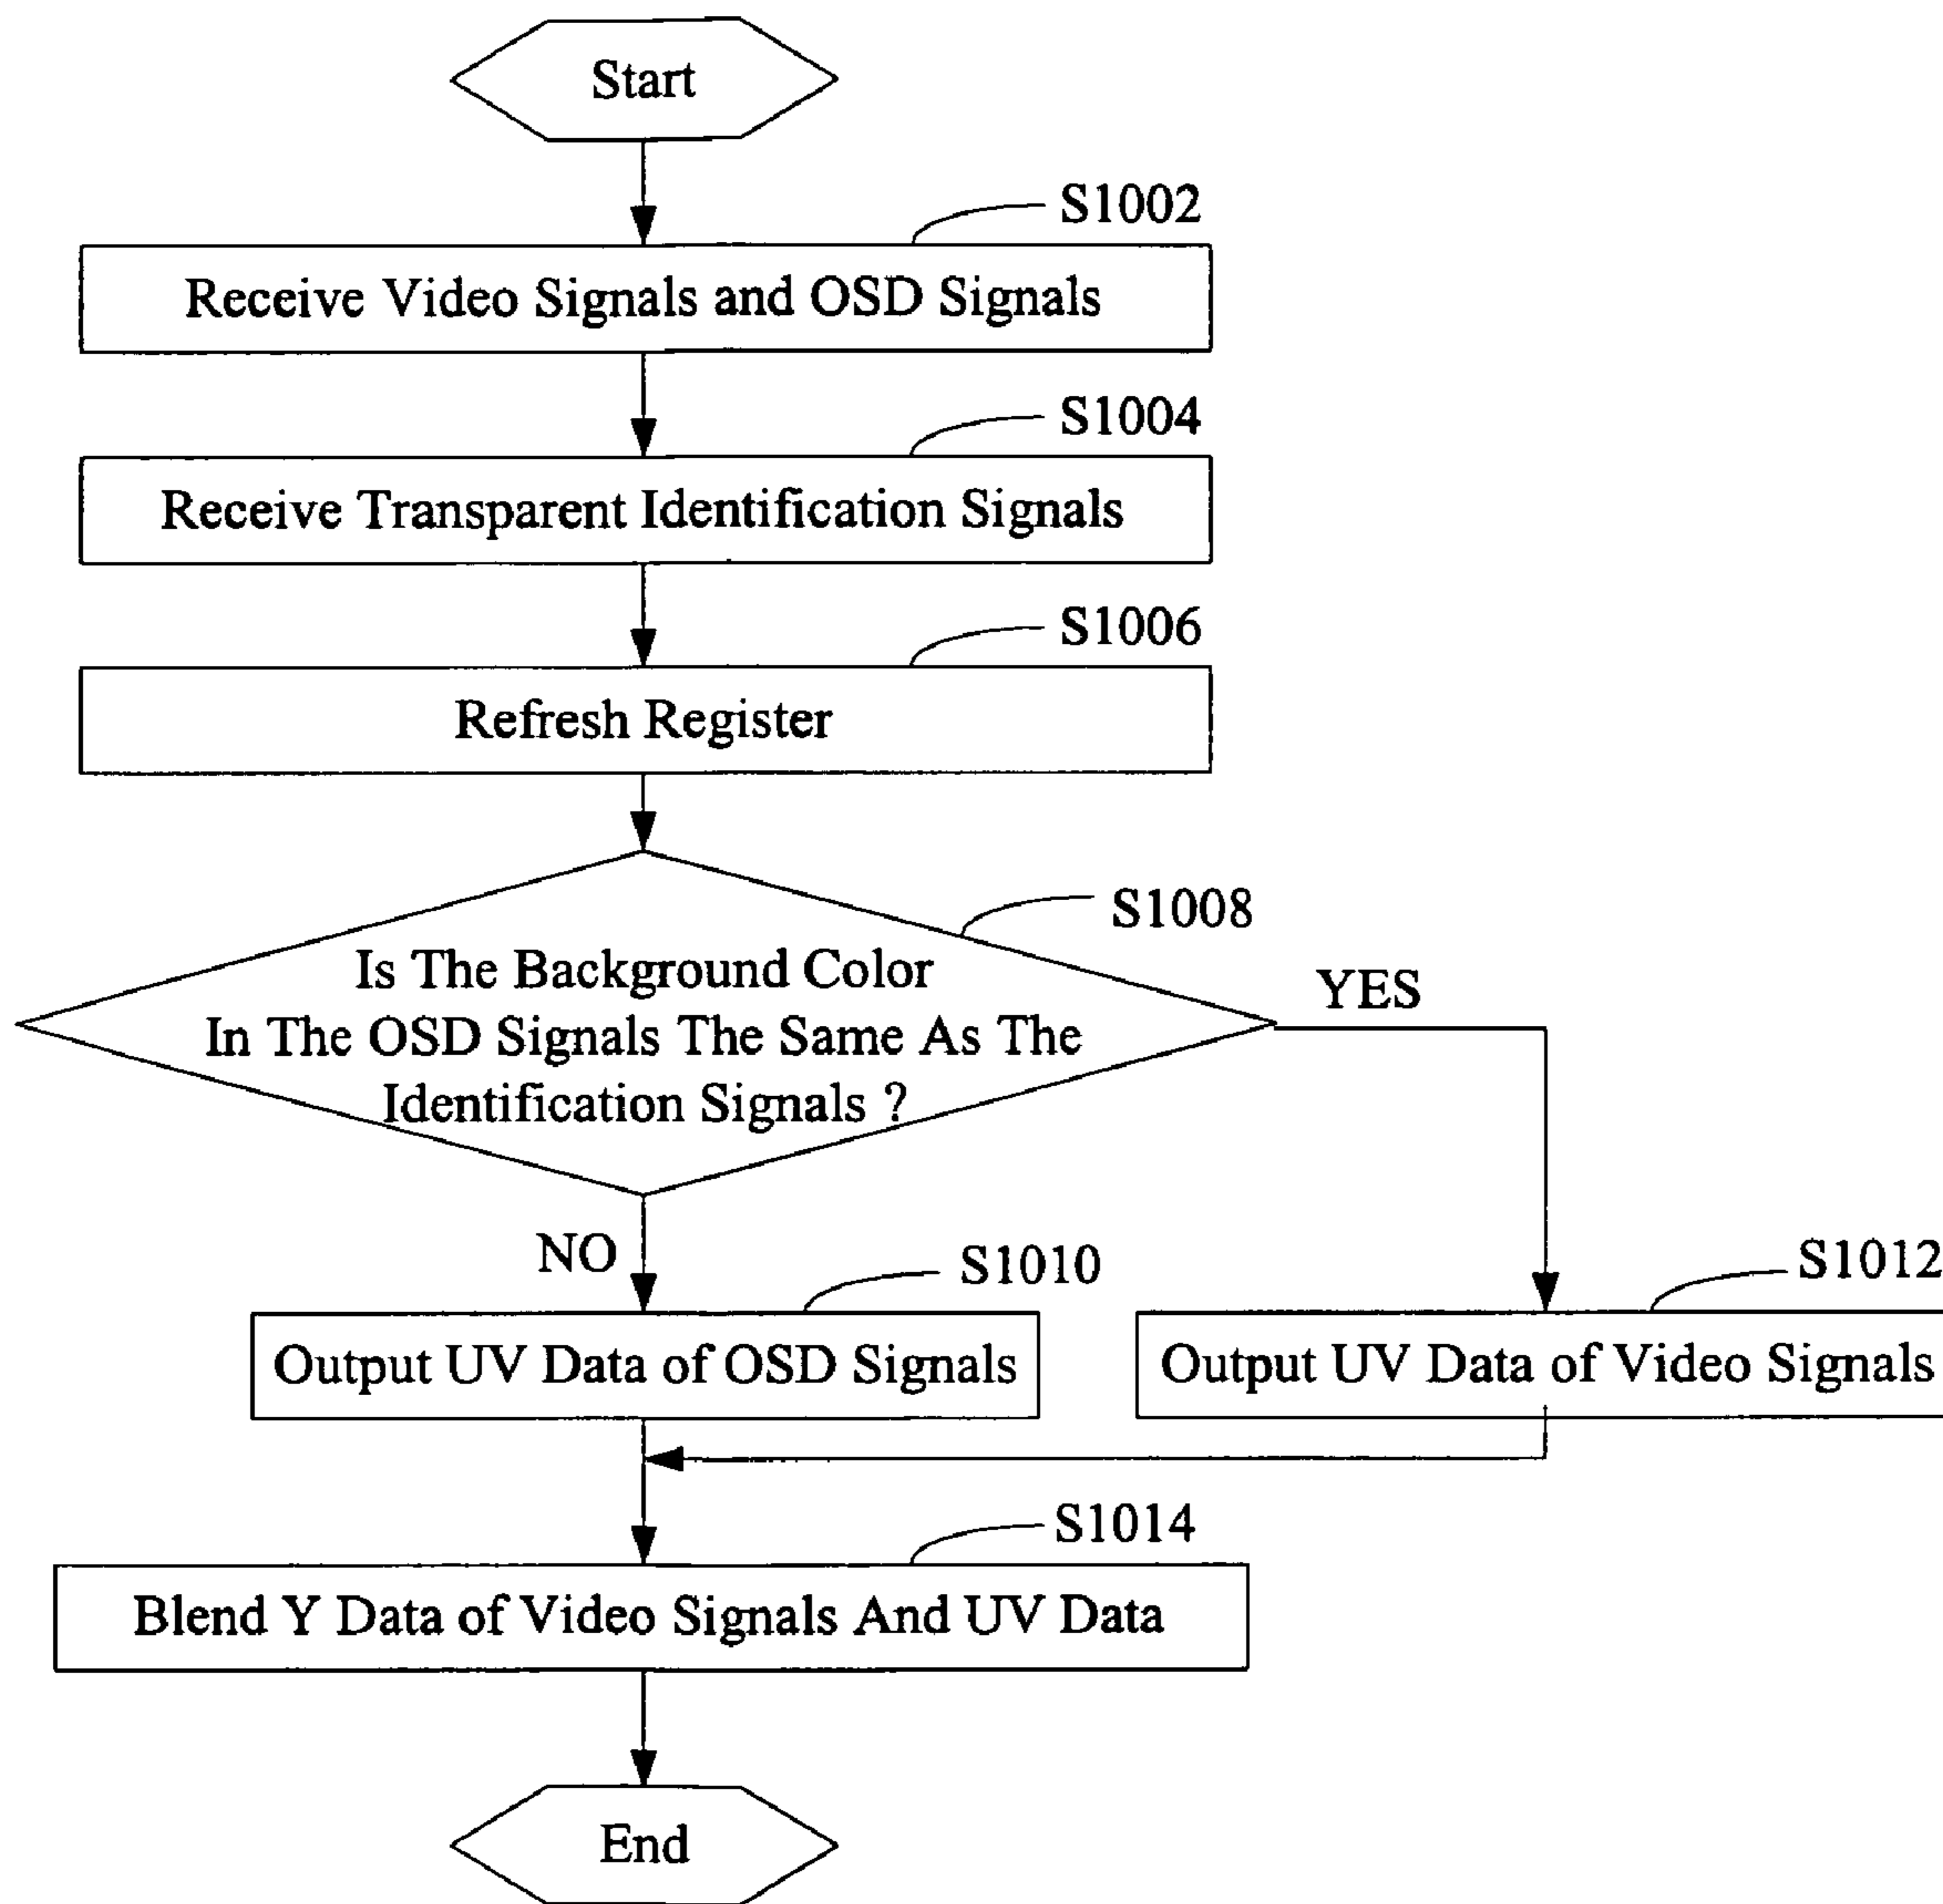 Start
S1002
Receive Video Signals and OSD Signals
S1004
Receive Transparent Identification Signals
S1006
Refresh Register
S1008
Is The Background Color
In The OSD Signals The Same As The
Identification Signals ?
YES
NO
S1010
S1012
Output UV Data of OSD Signals
Output UV Data of Video Signals
S1014
Blend Y Data of Video Signals And UV Data
End